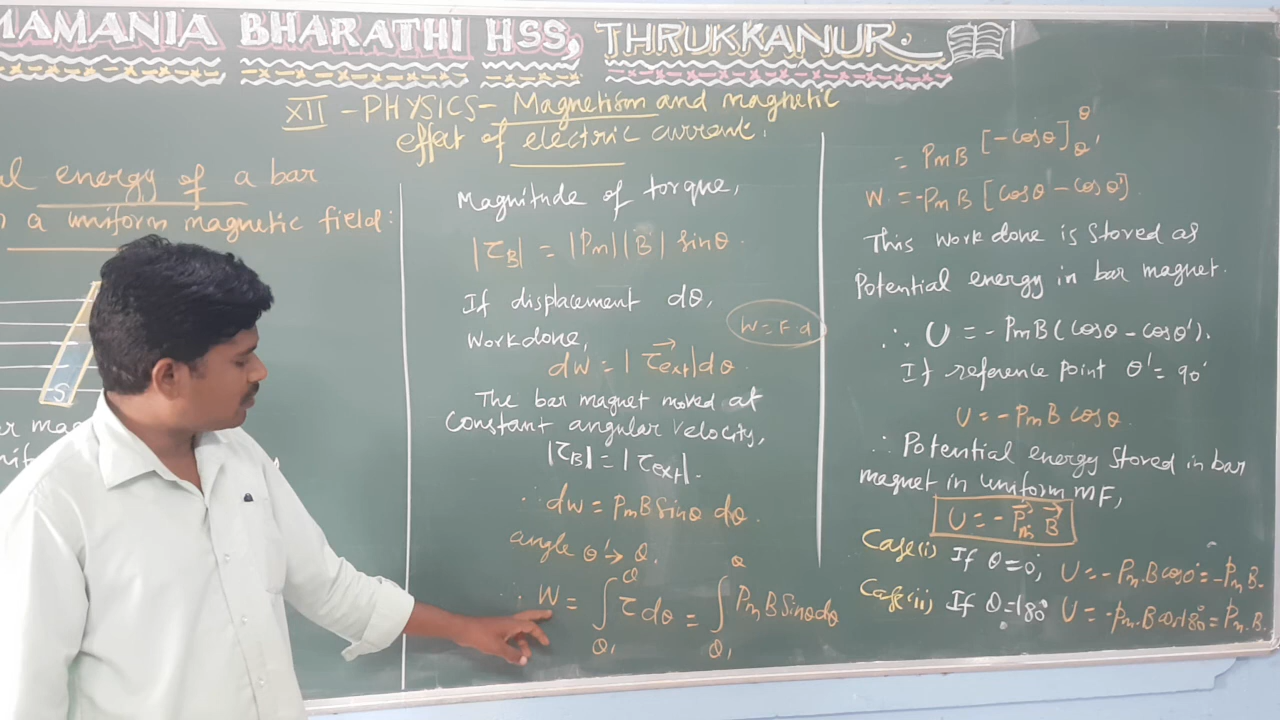 MAMANIA BHARATHI HSS, THRUKKANUR.
XII - PHYSICS - Magnetism and magnetic
effect of electric current.
al energy of a bar
a uniform magnetic field:
S
Magnitude of torque,
|τB| = |Pm||B| sinθ.
If displacement dθ,
Workdone,
W = F.d
dw = |τ⃗ext|dθ
The bar magnet moved at
Constant angular velocity,
|τB| = |τext|.
∴ dw = PmB sinθ dθ.
angle θ' → θ.
∴ W = ∫θ'θ τ dθ = ∫θ'θ PmB sinθ dθ
= PmB [-cosθ]θ'θ
W = -PmB [cosθ - cosθ'].
This work done is stored as
Potential energy in bar magnet.
∴ U = - PmB (cosθ - cosθ').
If reference point θ' = 90°
U = - PmB cosθ.
∴ Potential energy stored in bar
magnet in uniform MF,
U = - P⃗m B⃗
Case(i) If θ = 0, U = - Pm.B cos0° = -Pm.B.
Case(ii) If θ = 180° U = -Pm.B cos180° = Pm.B.